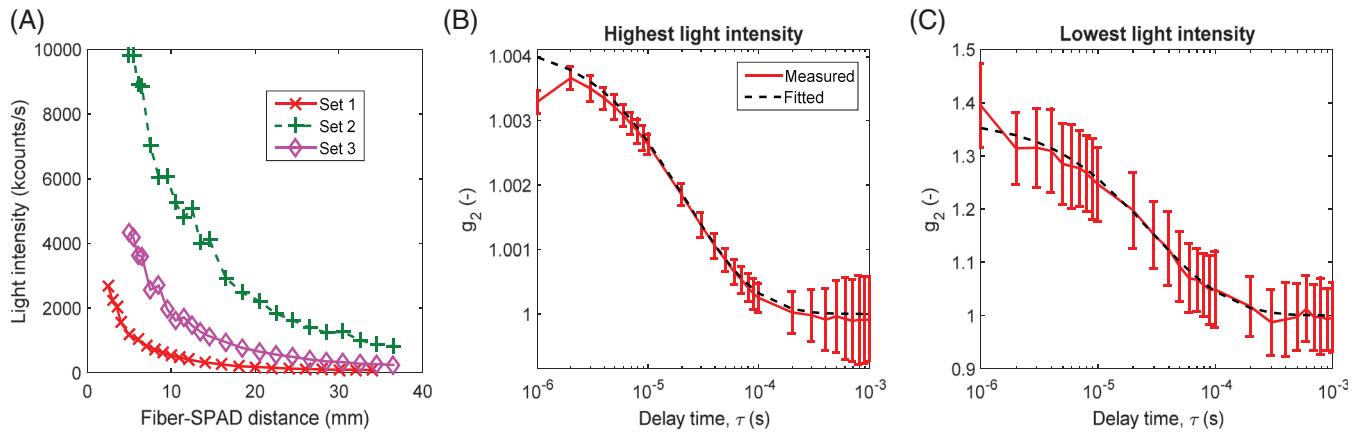 (A)
Light intensity (kcounts/s)
10000
8000
6000
4000
2000
0
Set 1
Set 2
Set 3
0 10 20 30 40
Fiber-SPAD distance (mm)
(B)
Highest light intensity
g2 (-)
1.004
1.003
1.002
1.001
1
Measured
Fitted
10-6 10-5 10-4 10-3
Delay time, τ (s)
(C)
Lowest light intensity
g2 (-)
1.5
1.4
1.3
1.2
1.1
1
0.9
10-6 10-5 10-4 10-3
Delay time, τ (s)